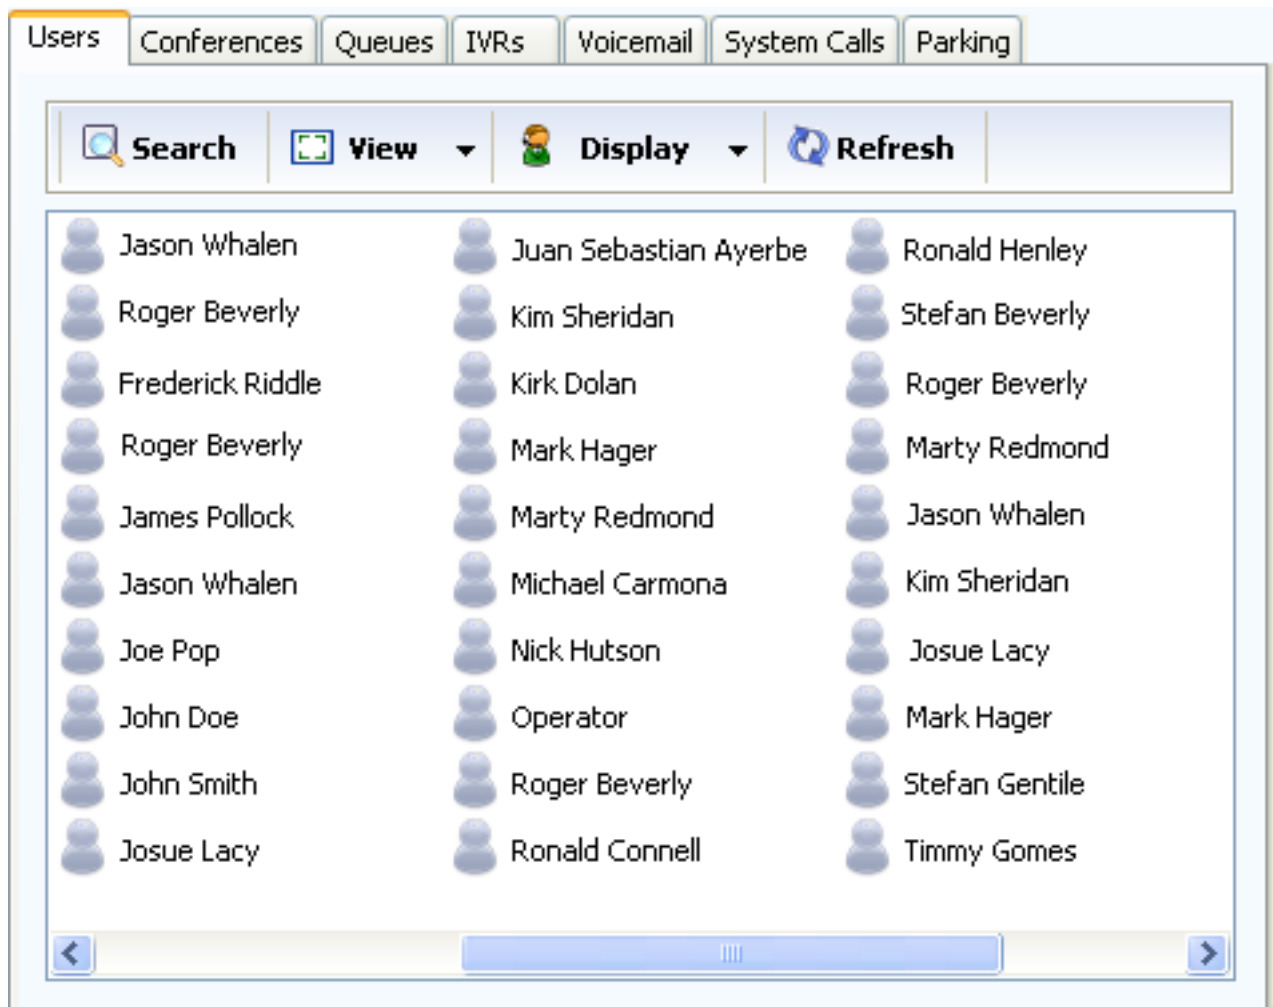 Users Conferences Queues IVRs Voicemail System Calls Parking
Search View Display Refresh
Jason Whalen Juan Sebastian Ayerbe Ronald Henley
Roger Beverly Kim Sheridan Stefan Beverly
Frederick Riddle Kirk Dolan Roger Beverly
Roger Beverly Mark Hager Marty Redmond
James Pollock Marty Redmond Jason Whalen
Jason Whalen Michael Carmona Kim Sheridan
Joe Pop Nick Hutson Josue Lacy
John Doe Operator Mark Hager
John Smith Roger Beverly Stefan Gentile
Josue Lacy Ronald Connell Timmy Gomes